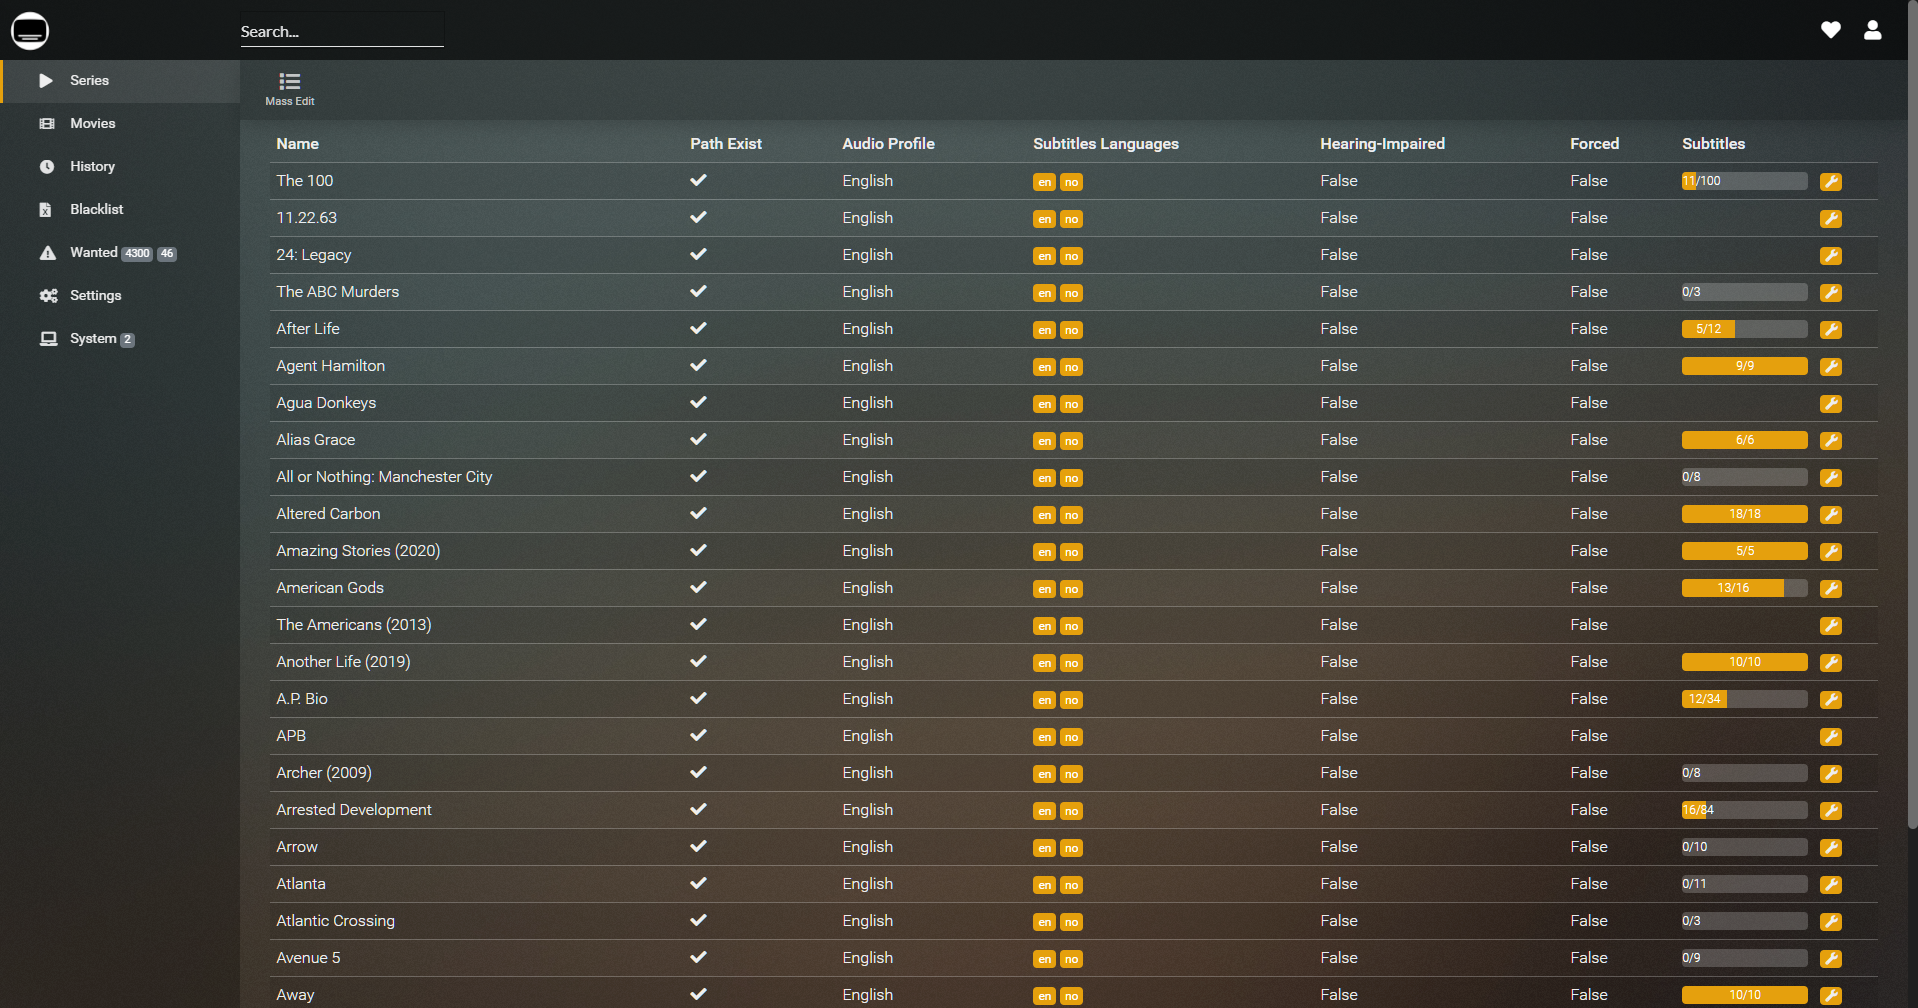 Search...
Series
Movies
History
Blacklist
Wanted 4300 46
Settings
System 2
Mass Edit
Name Path Exist Audio Profile Subtitles Languages Hearing-Impaired Forced Subtitles
The 100 English en no False False 11/100
11.22.63 English en no False False
24: Legacy English en no False False
The ABC Murders English en no False False 0/3
After Life English en no False False 5/12
Agent Hamilton English en no False False 9/9
Agua Donkeys English en no False False
Alias Grace English en no False False 6/6
All or Nothing: Manchester City English en no False False 0/8
Altered Carbon English en no False False 18/18
Amazing Stories (2020) English en no False False 5/5
American Gods English en no False False 13/16
The Americans (2013) English en no False False
Another Life (2019) English en no False False 10/10
A.P. Bio English en no False False 12/34
APB English en no False False
Archer (2009) English en no False False 0/8
Arrested Development English en no False False 16/84
Arrow English en no False False 0/10
Atlanta English en no False False 0/11
Atlantic Crossing English en no False False 0/3
Avenue 5 English en no False False 0/9
Away English en no False False 10/10